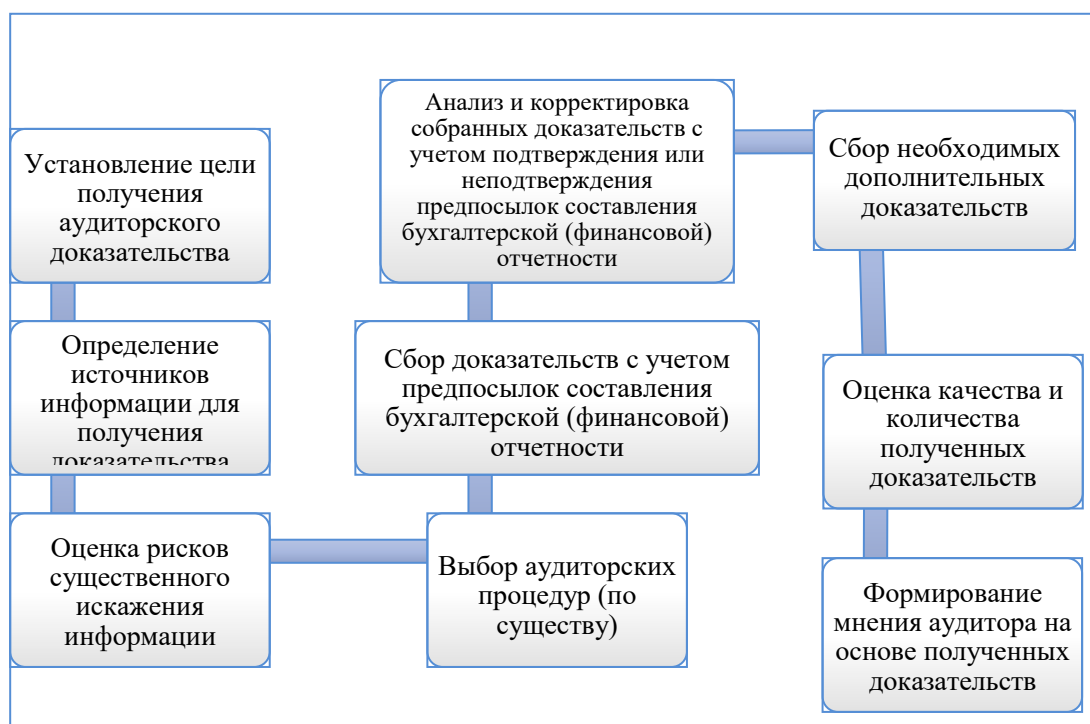 Установление цели
получения
аудиторского
доказательства
Определение
источников
информации для
получения
доказательства
Оценка рисков
существенного
искажения
информации
Выбор аудиторских
процедур (по
существу)
Сбор доказательств с учетом
предпосылок составления
бухгалтерской (финансовой)
отчетности
Анализ и корректировка
собранных доказательств с
учетом подтверждения или
неподтверждения
предпосылок составления
бухгалтерской (финансовой)
отчетности
Сбор необходимых
дополнительных
доказательств
Оценка качества и
количества
полученных
доказательств
Формирование
мнения аудитора на
основе полученных
доказательств